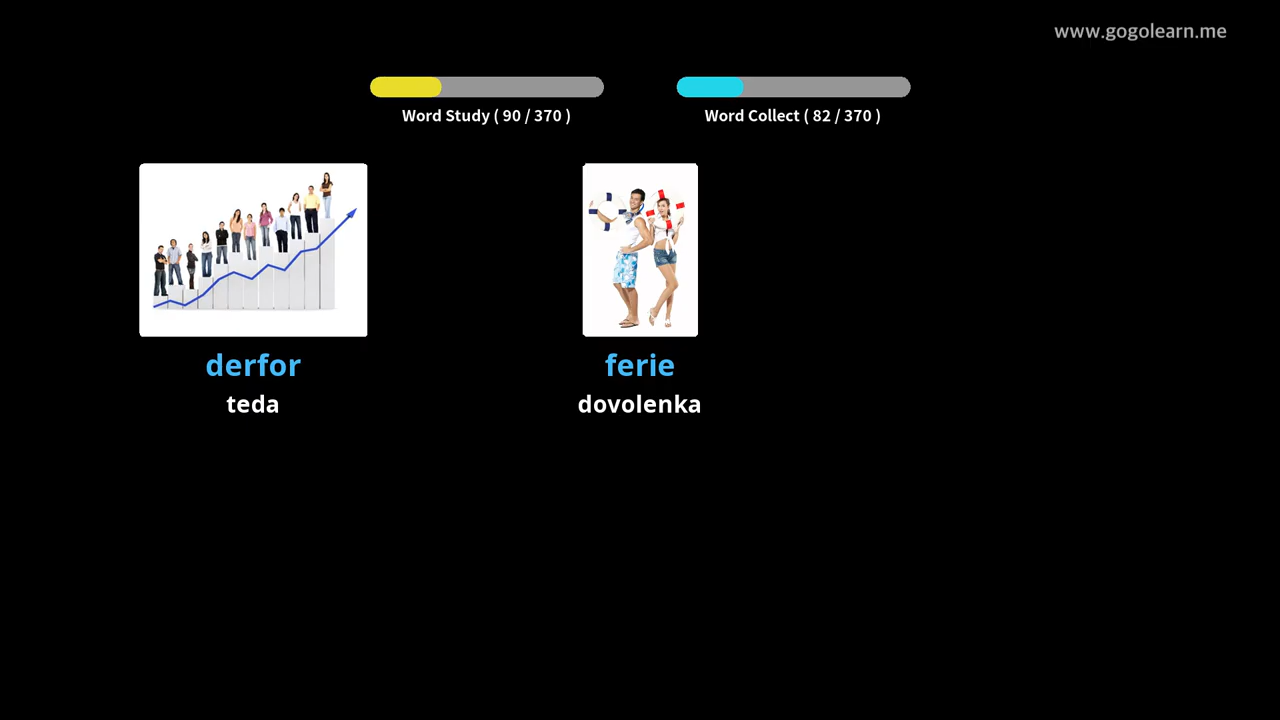 www.gogolearn.me
Word Study ( 90 / 370 )
Word Collect ( 82 / 370 )
derfor
teda
ferie
dovolenka